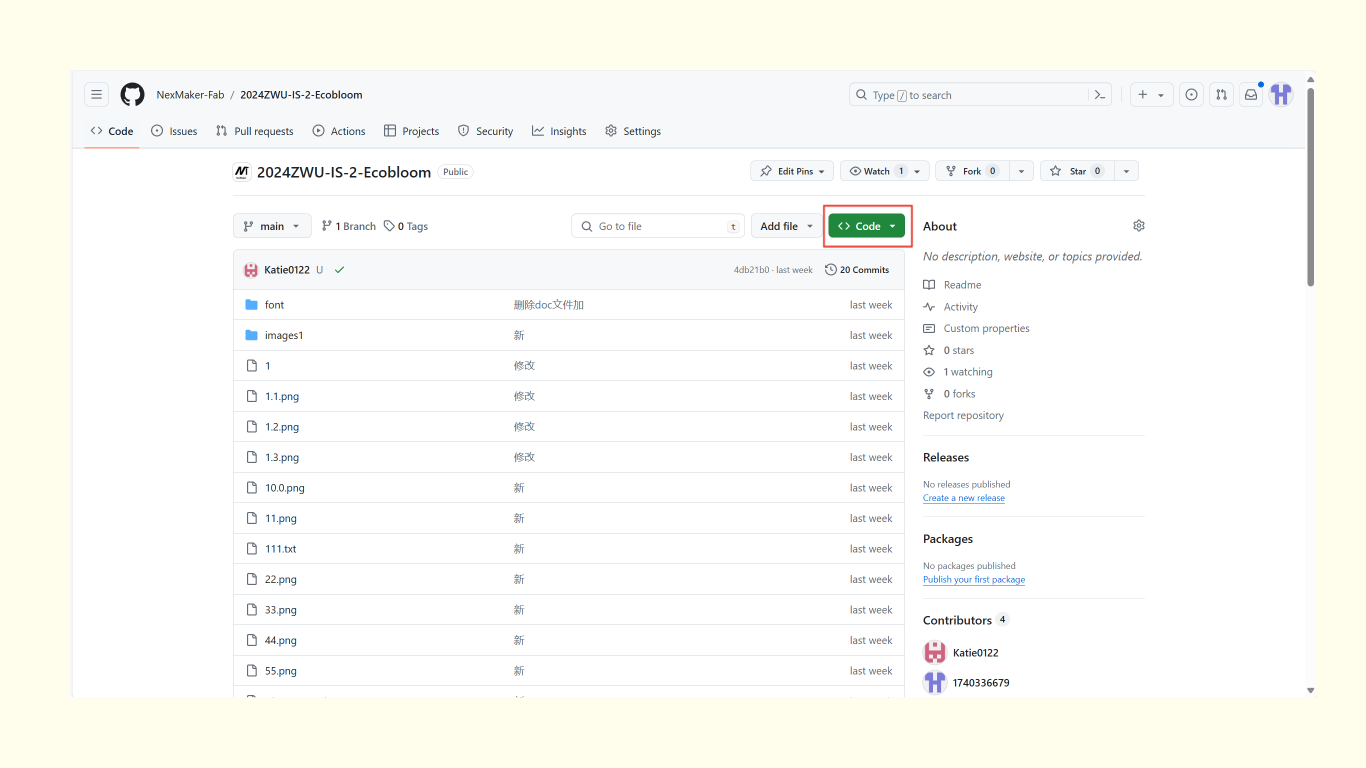 NexMaker-Fab / 2024ZWU-IS-2-Ecobloom
Type / to search
Code Issues Pull requests Actions Projects Security Insights Settings
2024ZWU-IS-2-Ecobloom Public
Edit Pins Watch 1 Fork 0 Star 0
main 1 Branch 0 Tags Go to file t Add file Code
Katie0122 U 4db21b0 · last week 20 Commits
font 删除doc文件加 last week
images1 新 last week
1 修改 last week
1.1.png 修改 last week
1.2.png 修改 last week
1.3.png 修改 last week
10.0.png 新 last week
11.png 新 last week
111.txt 新 last week
22.png 新 last week
33.png 新 last week
44.png 新 last week
55.png 新 last week
About
No description, website, or topics provided.
Readme
Activity
Custom properties
0 stars
1 watching
0 forks
Report repository
Releases
No releases published
Create a new release
Packages
No packages published
Publish your first package
Contributors 4
Katie0122
1740336679